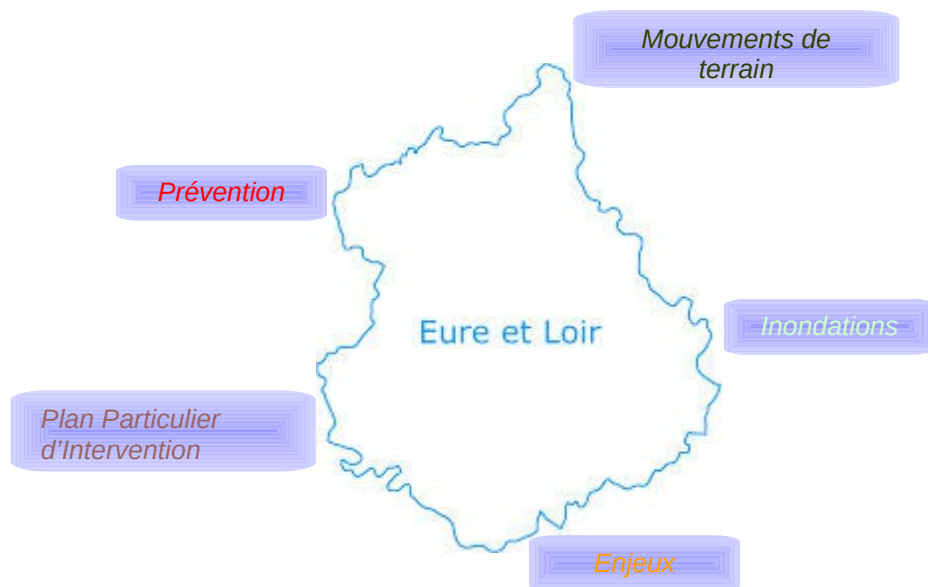 Mouvements de
terrain
Prévention
Inondations
Eure et Loir
Plan Particulier
d’Intervention
Enjeux